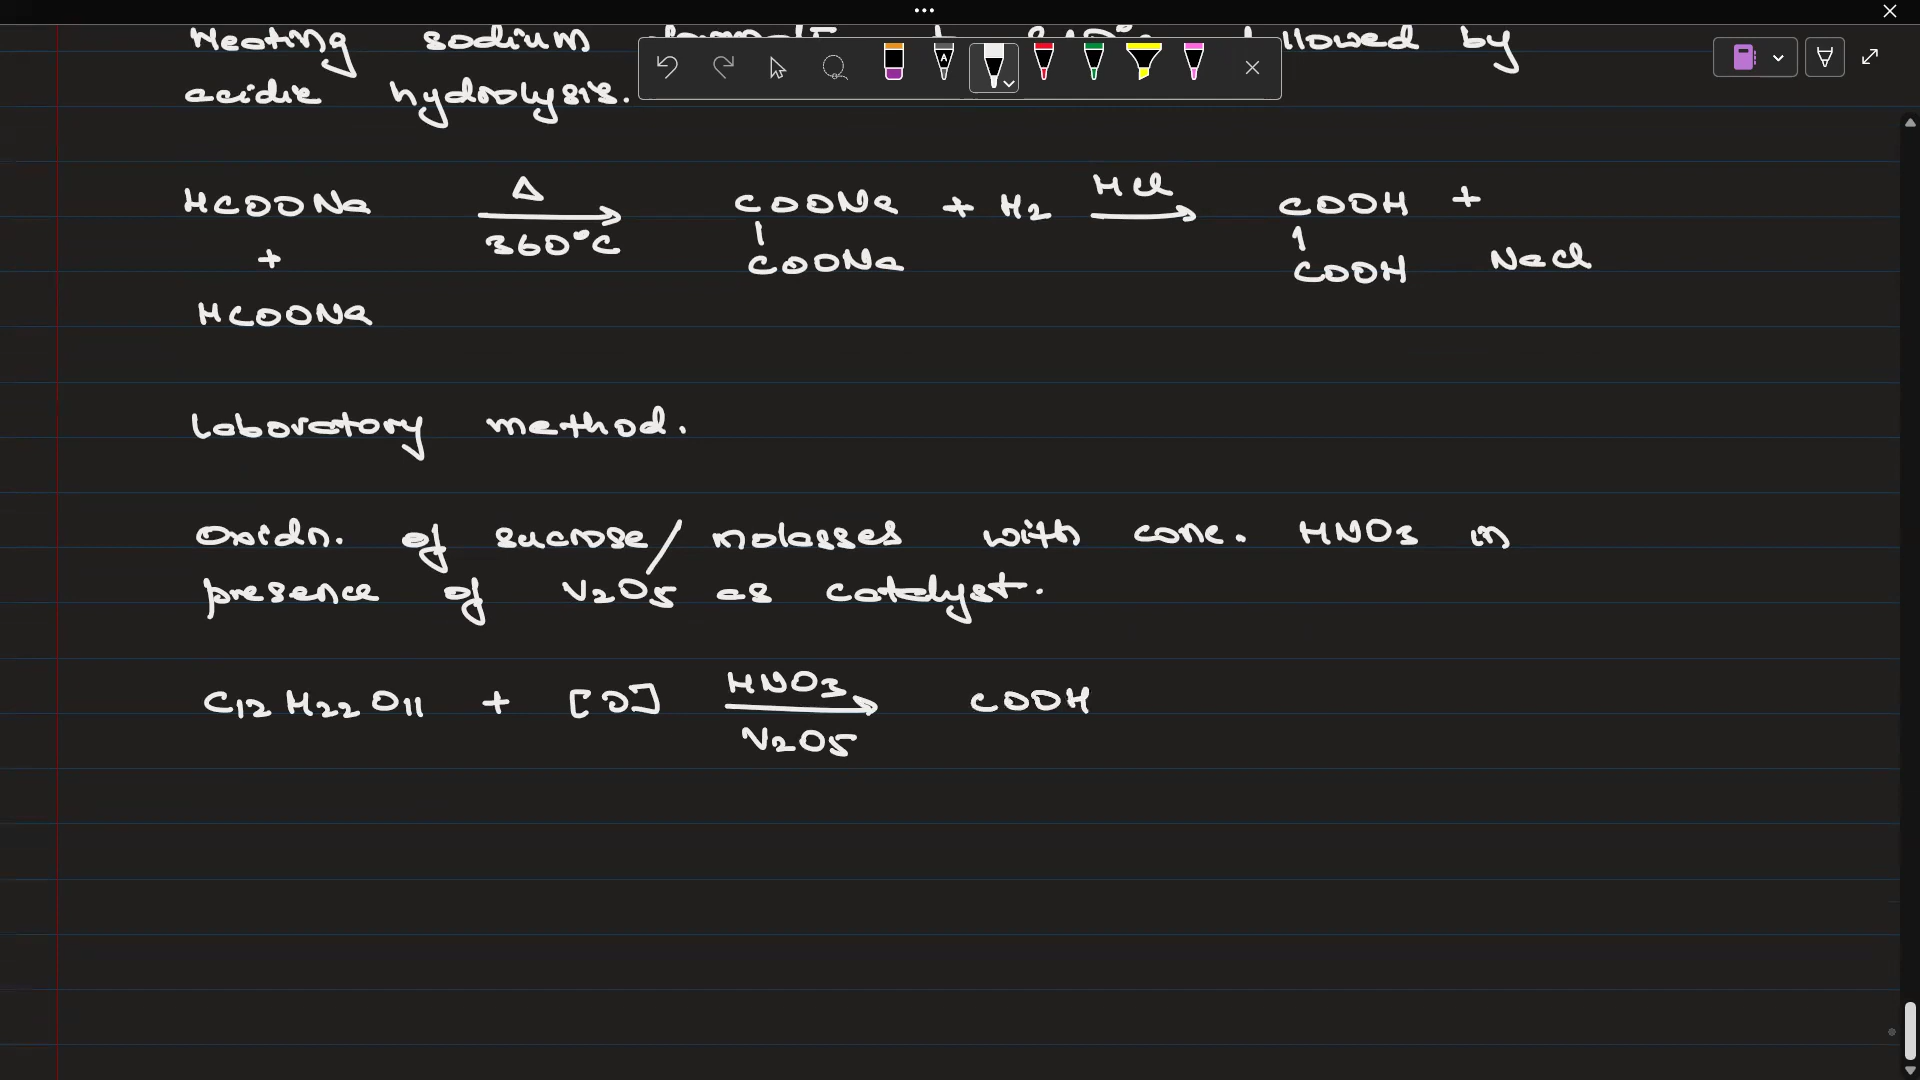 Heating sodium
llowed by
acidic hydrolysis.
HCOONa Δ COONa + H2 HCl COOH +
360°C
+ COONa COOH NaCl
HCOONa
Laboratory method.
Oxidn. of sucrose/molasses with conc. HNO3 in
presence of V2O5 as catalyst.
C12H22O11 + [O] HNO3 COOH
V2O5